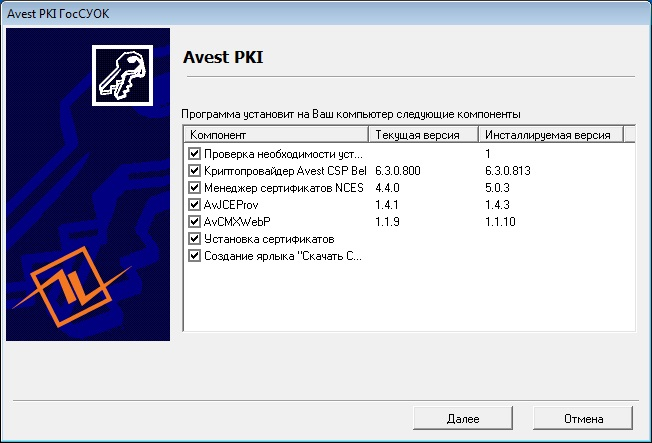 Avest PKI ГосСУОК
Avest PKI
Программа установит на Ваш компьютер следующие компоненты
Компонент Текущая версия Инсталлируемая версия
Проверка необходимости уст... 1
Криптопровайдер Avest CSP Bel 6.3.0.800 6.3.0.813
Менеджер сертификатов NCES 4.4.0 5.0.3
AvJCEProv 1.4.1 1.4.3
AvCMXWebP 1.1.9 1.1.10
Установка сертификатов
Создание ярлыка "Скачать С...
Далее Отмена